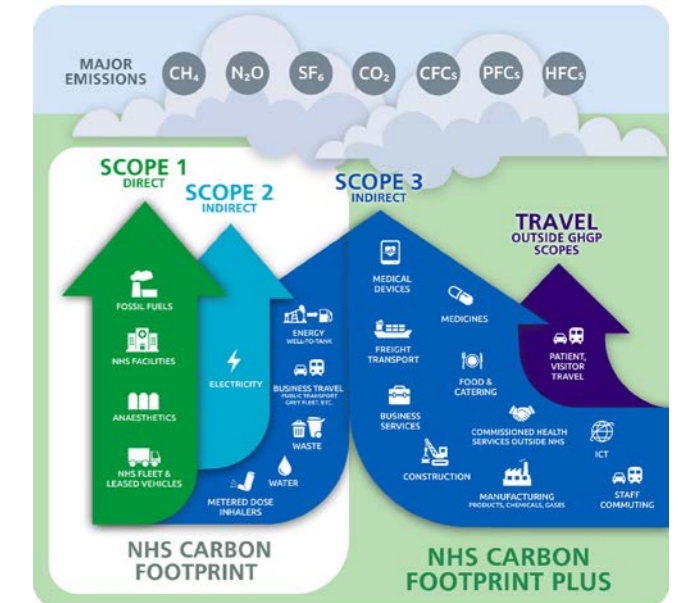 MAJOR
EMISSIONS
CH₄
N₂O
SF₆
CO₂
CFCs
PFCs
HFCs
SCOPE 1
DIRECT
SCOPE 2
INDIRECT
SCOPE 3
INDIRECT
TRAVEL
OUTSIDE GHGP
SCOPES
FOSSIL FUELS
NHS FACILITIES
ANAESTHETICS
NHS FLEET &
LEASED VEHICLES
ELECTRICITY
ENERGY
WELL-TO-TANK
BUSINESS TRAVEL
PUBLIC TRANSPORT
GREY FLEET, ETC.
WASTE
WATER
METERED DOSE
INHALERS
MEDICAL
DEVICES
MEDICINES
FREIGHT
TRANSPORT
FOOD &
CATERING
BUSINESS
SERVICES
COMMISSIONED HEALTH
SERVICES OUTSIDE NHS
CONSTRUCTION
MANUFACTURING
PRODUCTS, CHEMICALS, GASES
ICT
STAFF
COMMUTING
PATIENT,
VISITOR
TRAVEL
NHS CARBON
FOOTPRINT
NHS CARBON
FOOTPRINT PLUS